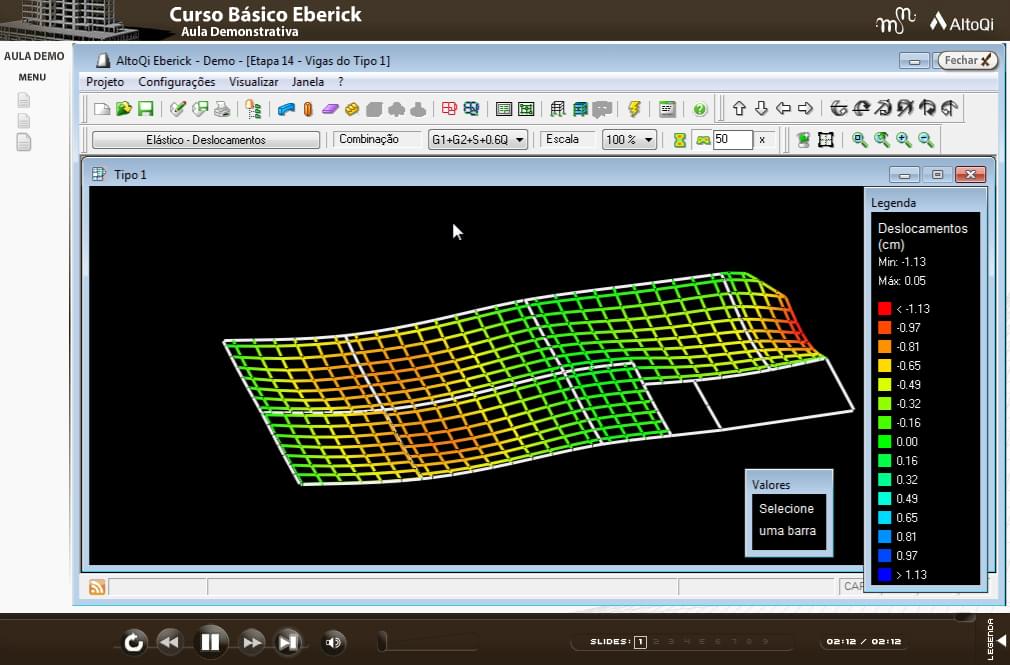 Curso Básico Eberick
Aula Demonstrativa
AltoQi
AULA DEMO
MENU
AltoQi Eberick - Demo - [Etapa 14 - Vigas do Tipo 1]
Fechar
Projeto Configurações Visualizar Janela ?
Elástico - Deslocamentos Combinação G1+G2+S+0.6Q Escala 100 % 50 x
Tipo 1
Legenda
Deslocamentos
(cm)
Min: -1.13
Máx: 0.05
< -1.13
-0.97
-0.81
-0.65
-0.49
-0.32
-0.16
0.00
0.16
0.32
0.49
0.65
0.81
0.97
> 1.13
Valores
Selecione
uma barra
SLIDES: 1 2 3 4 5 6 7 8 9
02:12 / 02:12
LEGENDA